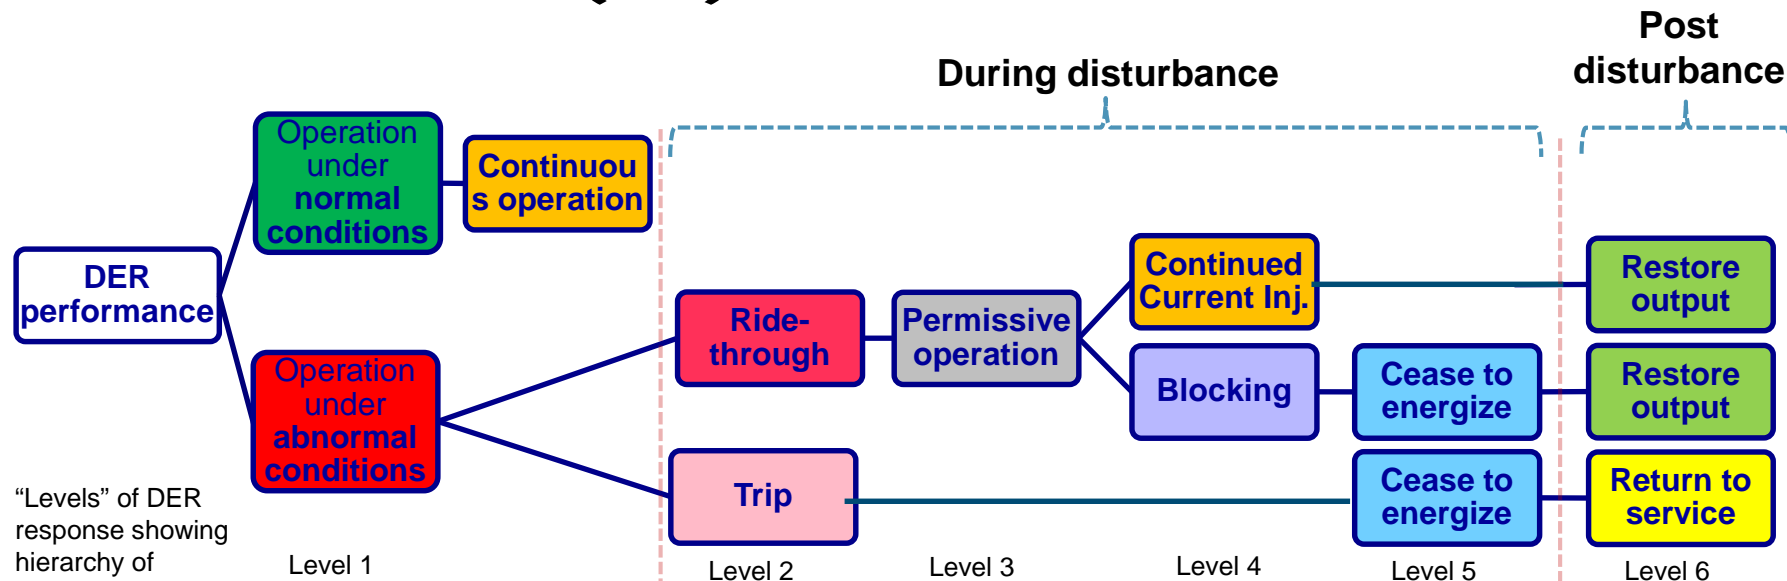 Post
disturbance
During disturbance
Operation
under
normal
conditions
Continuou
s operation
DER
performance
Operation
under
abnormal
conditions
Ride-
through
Permissive
operation
Continued
Current Inj.
Restore
output
Blocking
Cease to
energize
Restore
output
Trip
Cease to
energize
Return to
service
“Levels” of DER
response showing
hierarchy of
Level 1
Level 2
Level 3
Level 4
Level 5
Level 6